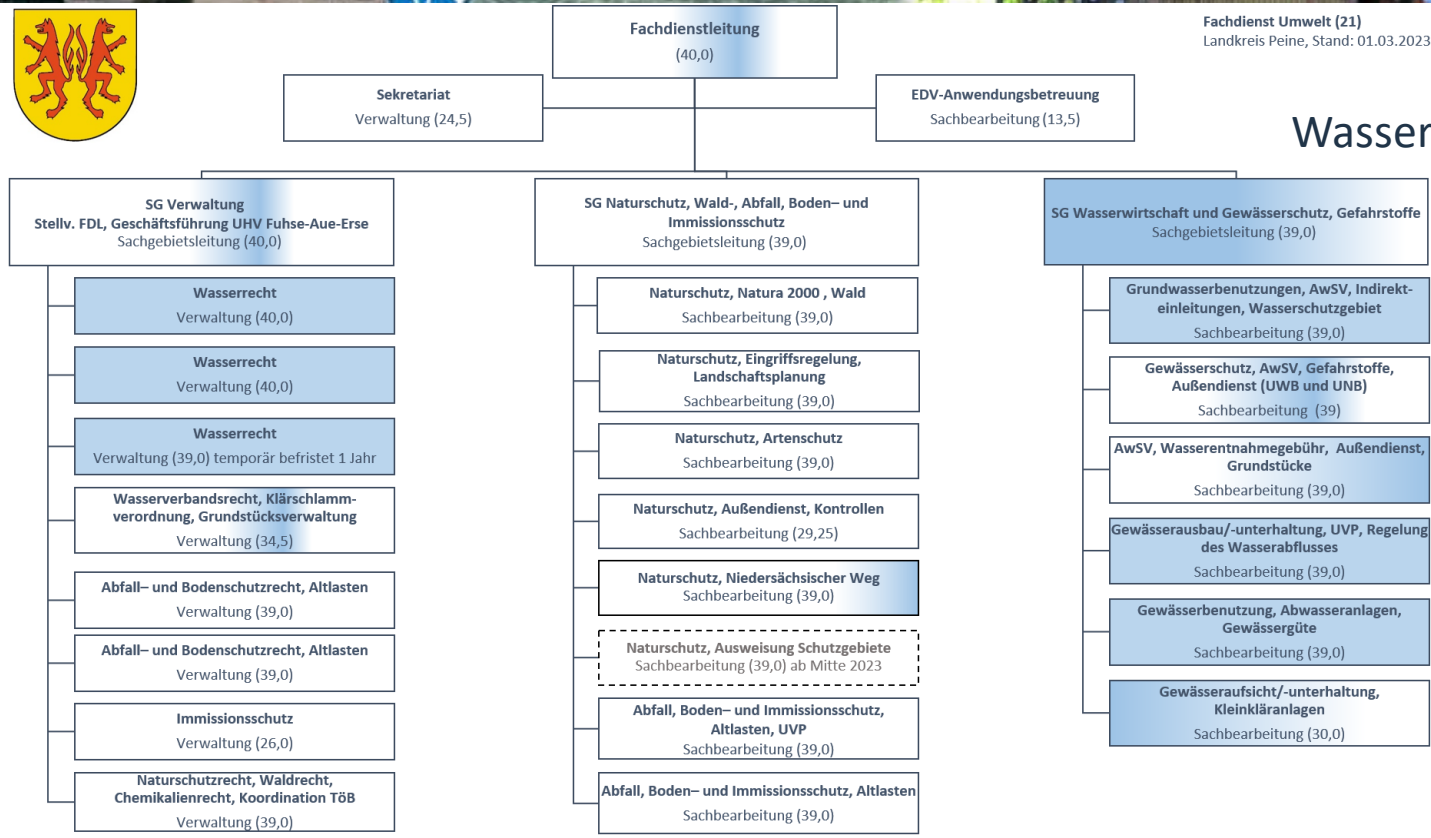 Fachdienstleitung
(40,0)
Fachdienst Umwelt (21)
Landkreis Peine, Stand: 01.03.2023
Sekretariat
Verwaltung (24,5)
EDV-Anwendungsbetreuung
Sachbearbeitung (13,5)
Wasser
SG Verwaltung
Stellv. FDL, Geschäftsführung UHV Fuhse-Aue-Erse
Sachgebietsleitung (40,0)
Wasserrecht
Verwaltung (40,0)
Wasserrecht
Verwaltung (40,0)
Wasserrecht
Verwaltung (39,0) temporär befristet 1 Jahr
Wasserverbandsrecht, Klärschlamm-
verordnung, Grundstücksverwaltung
Verwaltung (34,5)
Abfall– und Bodenschutzrecht, Altlasten
Verwaltung (39,0)
Abfall– und Bodenschutzrecht, Altlasten
Verwaltung (39,0)
Immissionsschutz
Verwaltung (26,0)
Naturschutzrecht, Waldrecht,
Chemikalienrecht, Koordination TöB
Verwaltung (39,0)
SG Naturschutz, Wald-, Abfall, Boden– und
Immissionsschutz
Sachgebietsleitung (39,0)
Naturschutz, Natura 2000 , Wald
Sachbearbeitung (39,0)
Naturschutz, Eingriffsregelung,
Landschaftsplanung
Sachbearbeitung (39,0)
Naturschutz, Artenschutz
Sachbearbeitung (39,0)
Naturschutz, Außendienst, Kontrollen
Sachbearbeitung (29,25)
Naturschutz, Niedersächsischer Weg
Sachbearbeitung (39,0)
Naturschutz, Ausweisung Schutzgebiete
Sachbearbeitung (39,0) ab Mitte 2023
Abfall, Boden– und Immissionsschutz,
Altlasten, UVP
Sachbearbeitung (39,0)
Abfall, Boden– und Immissionsschutz, Altlasten
Sachbearbeitung (39,0)
SG Wasserwirtschaft und Gewässerschutz, Gefahrstoffe
Sachgebietsleitung (39,0)
Grundwasserbenutzungen, AwSV, Indirekt-
einleitungen, Wasserschutzgebiet
Sachbearbeitung (39,0)
Gewässerschutz, AwSV, Gefahrstoffe,
Außendienst (UWB und UNB)
Sachbearbeitung (39)
AwSV, Wasserentnahmegebühr, Außendienst,
Grundstücke
Sachbearbeitung (39,0)
Gewässerausbau/-unterhaltung, UVP, Regelung
des Wasserabflusses
Sachbearbeitung (39,0)
Gewässerbenutzung, Abwasseranlagen,
Gewässergüte
Sachbearbeitung (39,0)
Gewässeraufsicht/-unterhaltung,
Kleinkläranlagen
Sachbearbeitung (30,0)